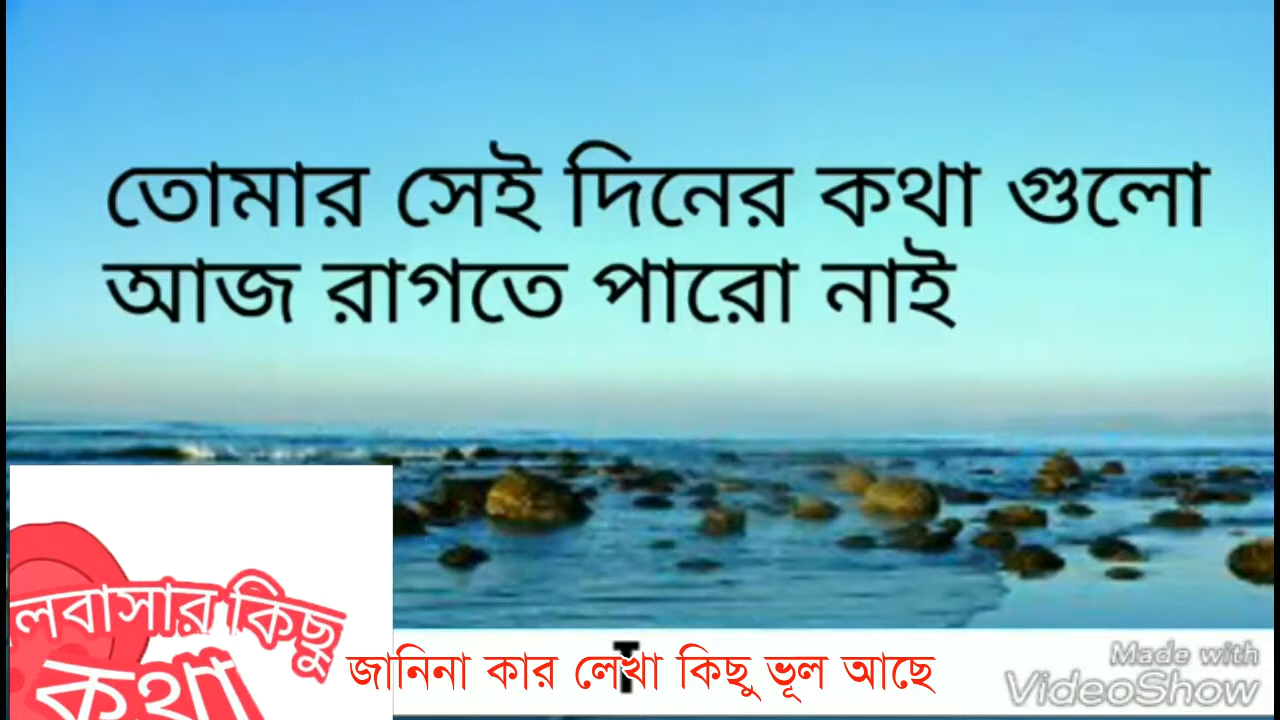 তোমার সেই দিনের কথা গুলো
আজ রাগতে পারো নাই
লবাসার কিছু
কথা
জানিনা কার লেখা কিছু ভূল আছে
Made with
VideoShow